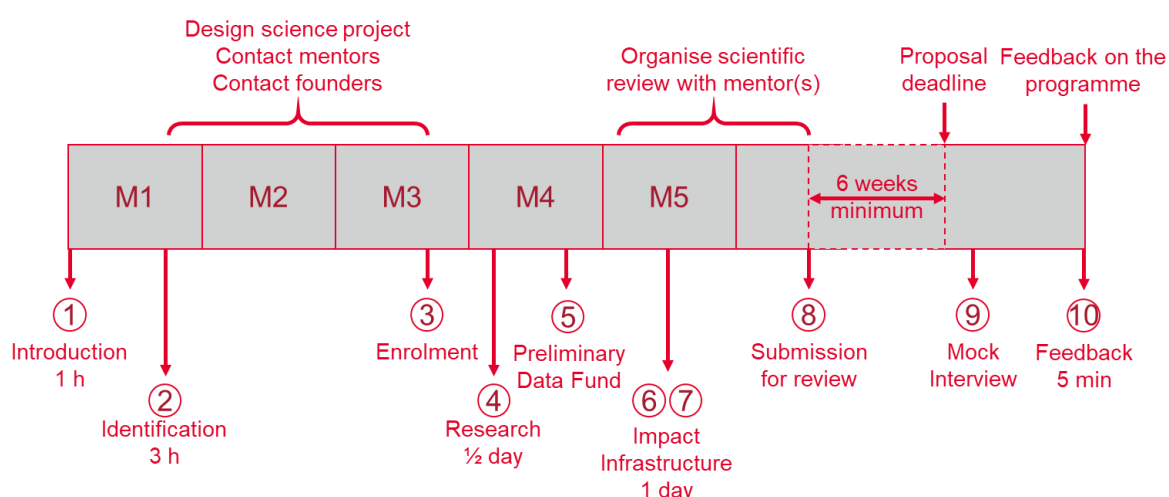 Design science project
Contact mentors
Contact founders
Organise scientific
review with mentor(s)
Proposal
deadline
Feedback on the
programme
M1
M2
M3
M4
M5
6 weeks
minimum
1
Introduction
1 h
2
Identification
3 h
3
Enrolment
4
Research
½ day
5
Preliminary
Data Fund
6 7
Impact
Infrastructure
1 day
8
Submission
for review
9
Mock
Interview
10
Feedback
5 min